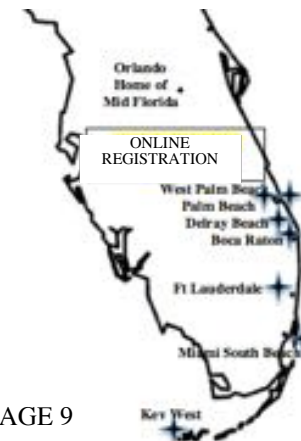 Orlando
Home of
Mid Florida
ONLINE
REGISTRATION
West Palm Beac
Palm Beach
Delray Beach
Boca Raton
Ft Lauderdale
Miami South Beach
AGE 9
Key West